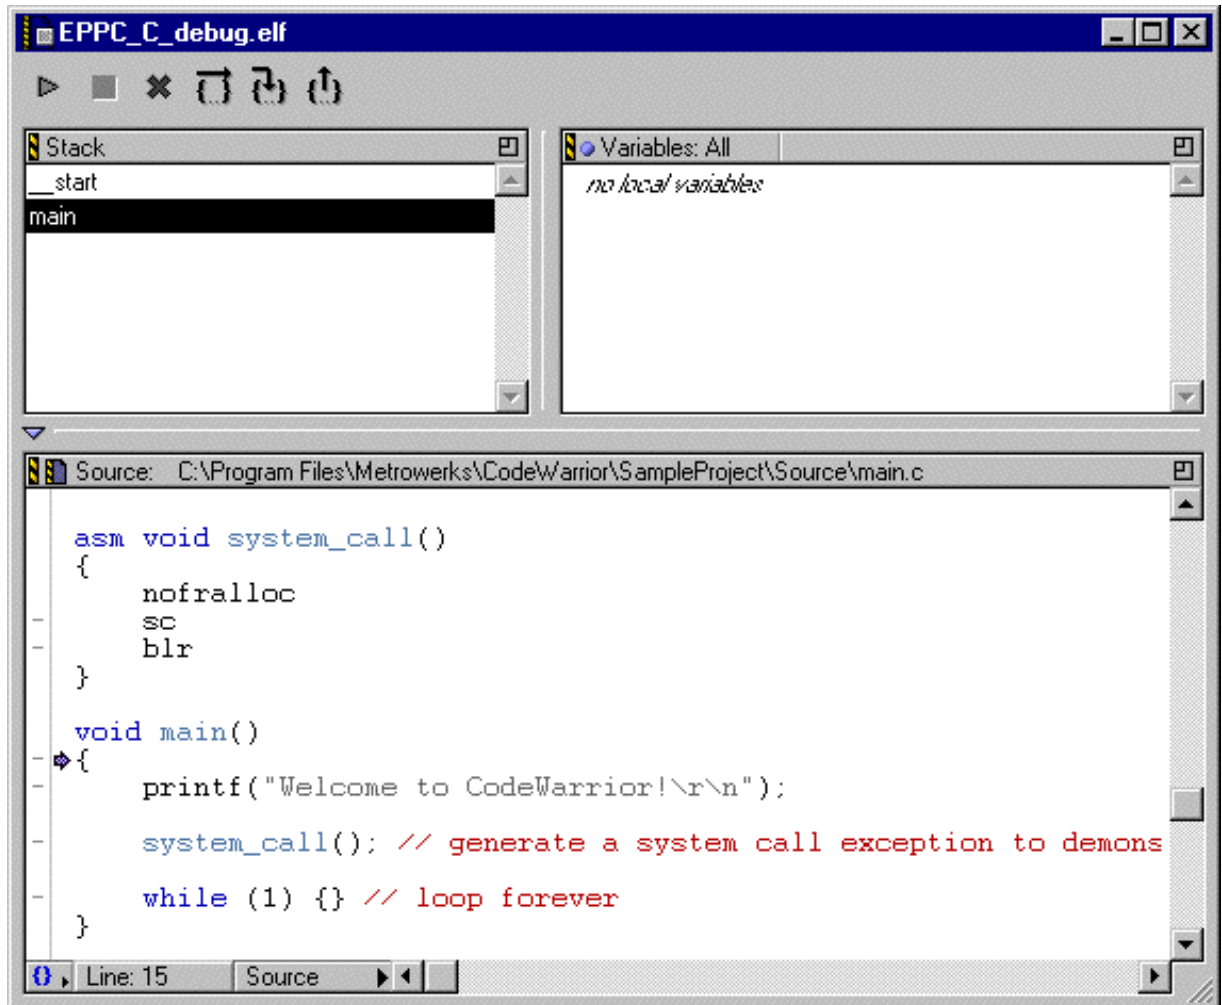 EPPC_C_debug.elf
Stack
Variables: All
__start
no local variables
main
Source: C:\Program Files\Metrowerks\CodeWarrior\SampleProject\Source\main.c
asm void system_call()
{
nofralloc
sc
blr
}
void main()
{
printf("Welcome to CodeWarrior!\r\n");
system_call(); // generate a system call exception to demons
while (1) {} // loop forever
}
Line: 15 Source